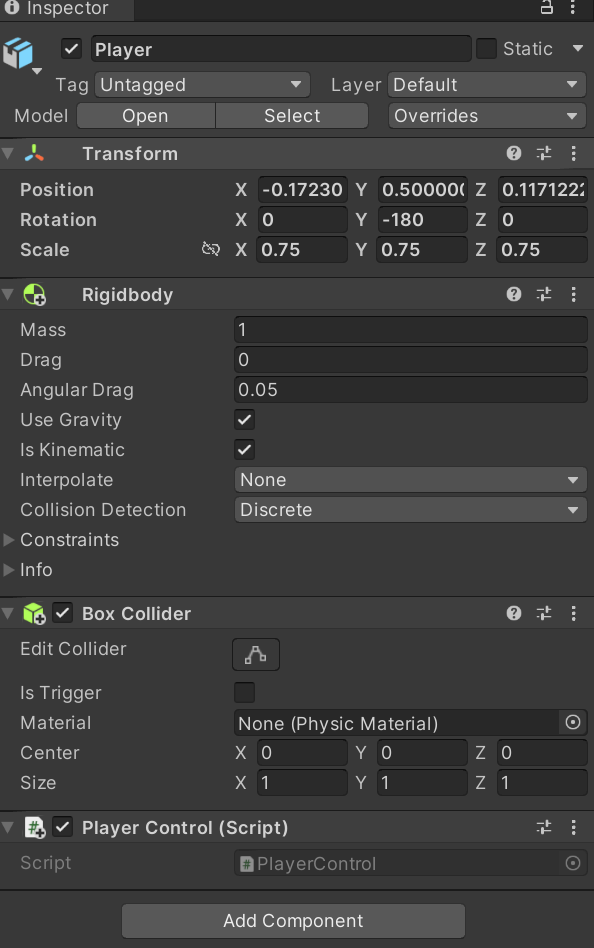 Inspector
Player Static
Tag Untagged Layer Default
Model Open Select Overrides
Transform
Position X -0.17230 Y 0.500000 Z 0.1171222
Rotation X 0 Y -180 Z 0
Scale X 0.75 Y 0.75 Z 0.75
Rigidbody
Mass 1
Drag 0
Angular Drag 0.05
Use Gravity
Is Kinematic
Interpolate None
Collision Detection Discrete
Constraints
Info
Box Collider
Edit Collider
Is Trigger
Material None (Physic Material)
Center X 0 Y 0 Z 0
Size X 1 Y 1 Z 1
# Player Control (Script)
Script # PlayerControl
Add Component